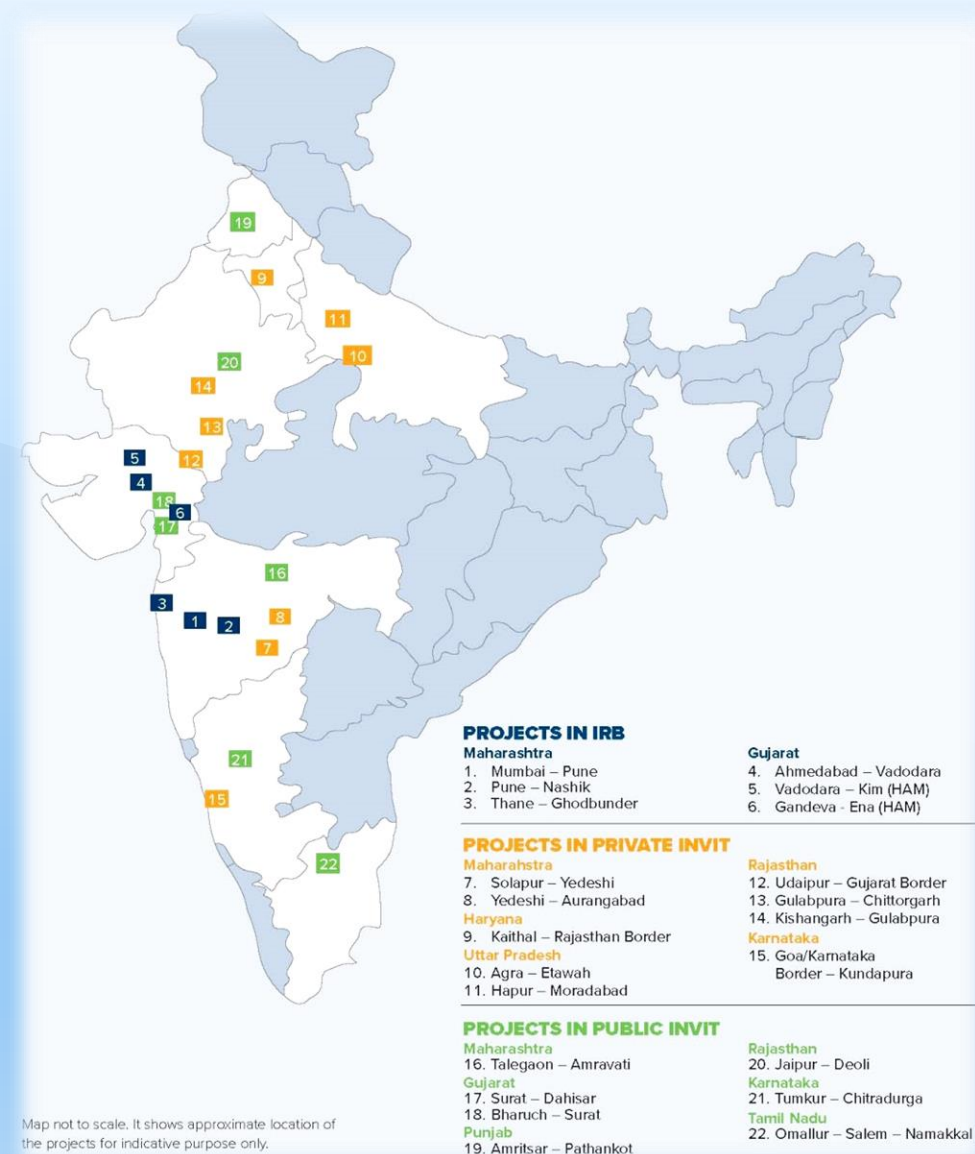 19
9
11
10
20
14
13
12
5
4
18
6
17
16
3
1
2
8
7
21
15
22
PROJECTS IN IRB
Maharashtra
1. Mumbai – Pune
2. Pune – Nashik
3. Thane – Ghodbunder
Gujarat
4. Ahmedabad – Vadodara
5. Vadodara – Kim (HAM)
6. Gandeva - Ena (HAM)
PROJECTS IN PRIVATE INVIT
Maharahstra
7. Solapur – Yedeshi
8. Yedeshi – Aurangabad
Haryana
9. Kaithal – Rajasthan Border
Uttar Pradesh
10. Agra – Etawah
11. Hapur – Moradabad
Rajasthan
12. Udaipur – Gujarat Border
13. Gulabpura – Chittorgarh
14. Kishangarh – Gulabpura
Karnataka
15. Goa/Karnataka
Border – Kundapura
PROJECTS IN PUBLIC INVIT
Maharashtra
16. Talegaon – Amravati
Gujarat
17. Surat – Dahisar
18. Bharuch – Surat
Punjab
19. Amritsar – Pathankot
Rajasthan
20. Jaipur – Deoli
Karnataka
21. Tumkur – Chitradurga
Tamil Nadu
22. Omallur – Salem – Namakkal
Map not to scale. It shows approximate location of
the projects for indicative purpose only.